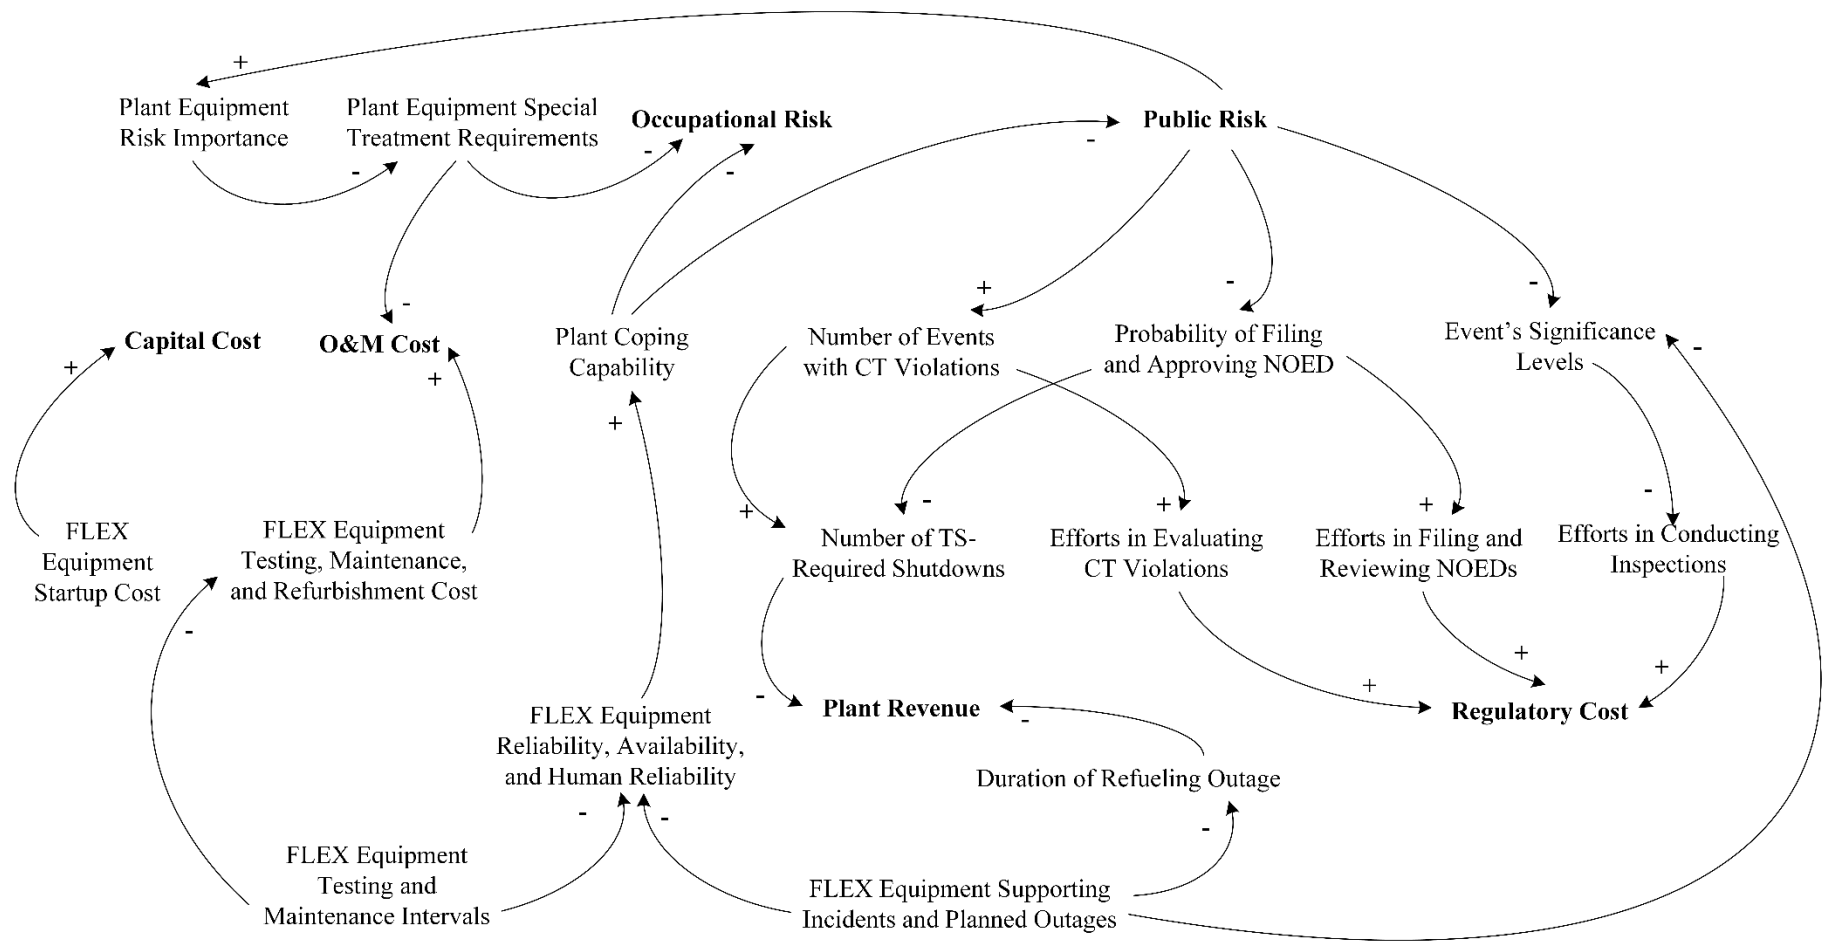 +
Plant Equipment
Risk Importance
Plant Equipment Special
Treatment Requirements
Occupational Risk
Public Risk
-
-
-
-
-
+
-
-
Capital Cost
+
O&M Cost
+
Plant Coping
Capability
+
Number of Events
with CT Violations
Probability of Filing
and Approving NOED
Event's Significance
Levels
-
+
-
+
+
-
FLEX
Equipment
Startup Cost
FLEX Equipment
Testing, Maintenance,
and Refurbishment Cost
-
Number of TS-
Required Shutdowns
Efforts in Evaluating
CT Violations
Efforts in Filing and
Reviewing NOEDs
Efforts in Conducting
Inspections
-
+
+
+
Plant Revenue
-
Regulatory Cost
FLEX Equipment
Reliability, Availability,
and Human Reliability
-
-
Duration of Refueling Outage
-
FLEX Equipment
Testing and
Maintenance Intervals
FLEX Equipment Supporting
Incidents and Planned Outages